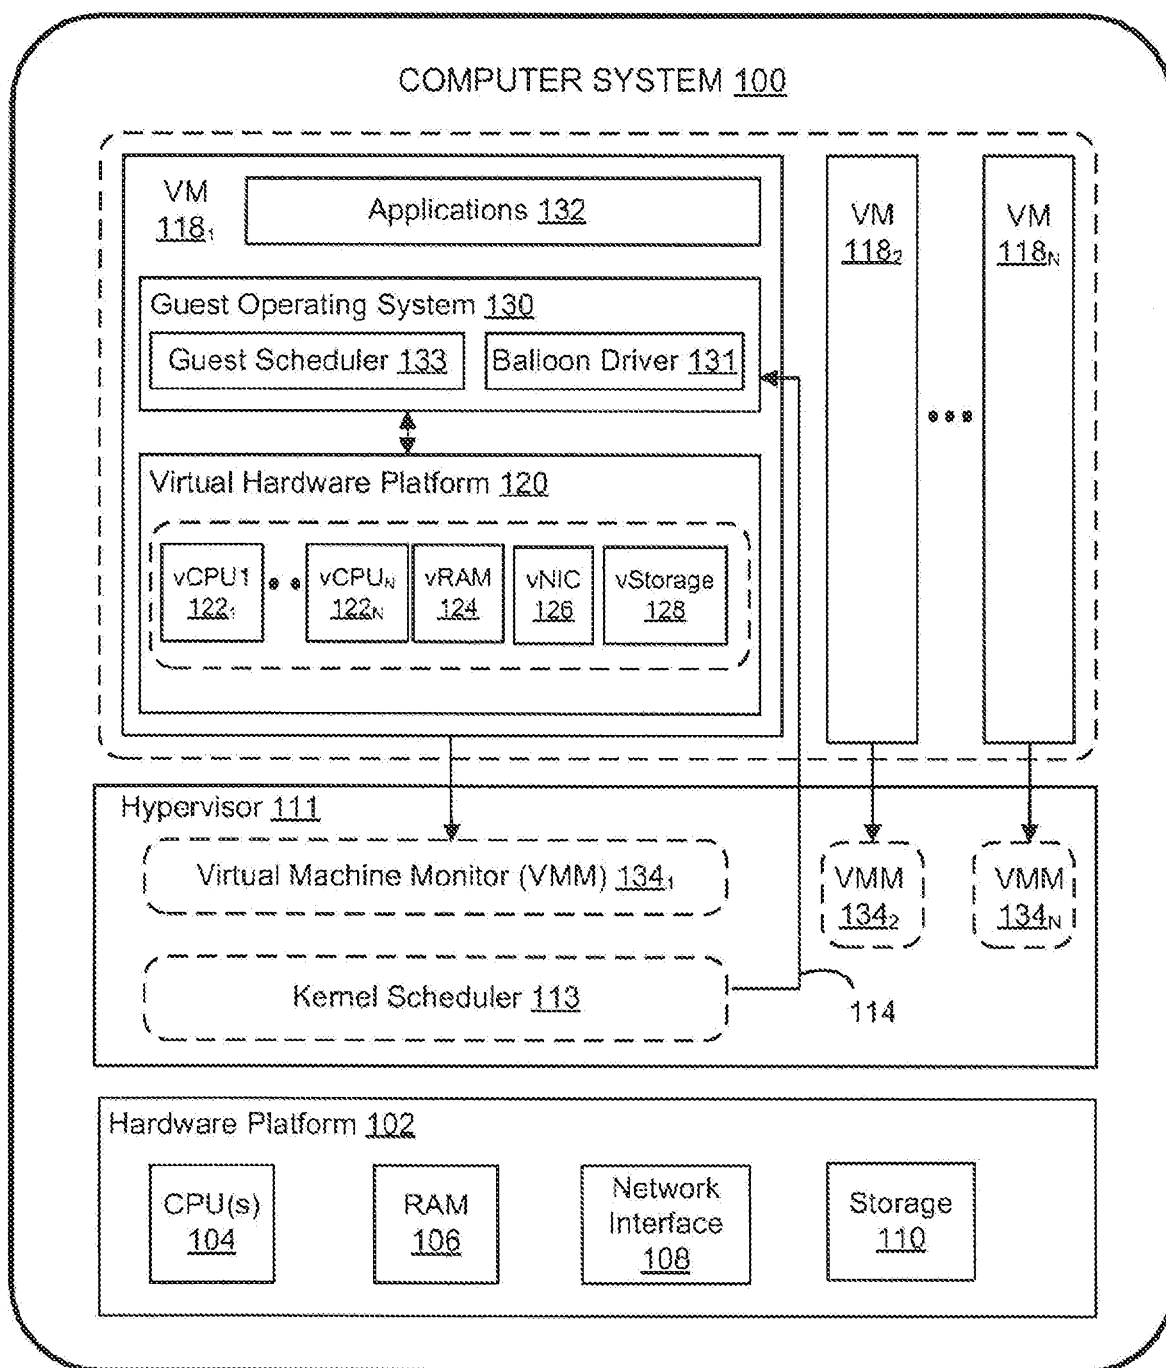 COMPUTER SYSTEM 100
VM
118₁
Applications 132
VM
118₂
VM
118N
Guest Operating System 130
Guest Scheduler 133
Balloon Driver 131
Virtual Hardware Platform 120
vCPU1
122₁
vCPUN
122N
vRAM
124
vNIC
126
vStorage
128
Hypervisor 111
Virtual Machine Monitor (VMM) 134₁
VMM
134₂
VMM
134N
Kernel Scheduler 113
114
Hardware Platform 102
CPU(s)
104
RAM
106
Network
Interface
108
Storage
110